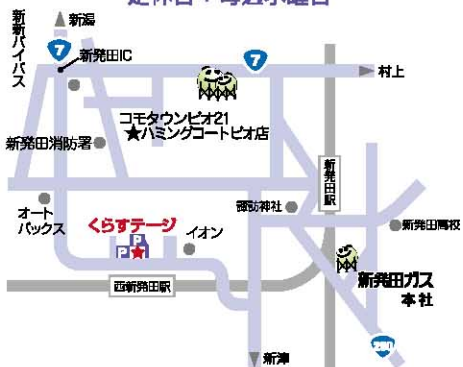 定休日：毎週水曜日
新新バイパス
新潟
7
新発田IC
7
村上
コモタウンピオ21
★ハミングコートピオ店
新発田消防署
新発田駅
オート
バックス
諏訪神社
新発田高校
くらすテージ
P
P
イオン
西新発田駅
新発田ガス
本社
290
新津